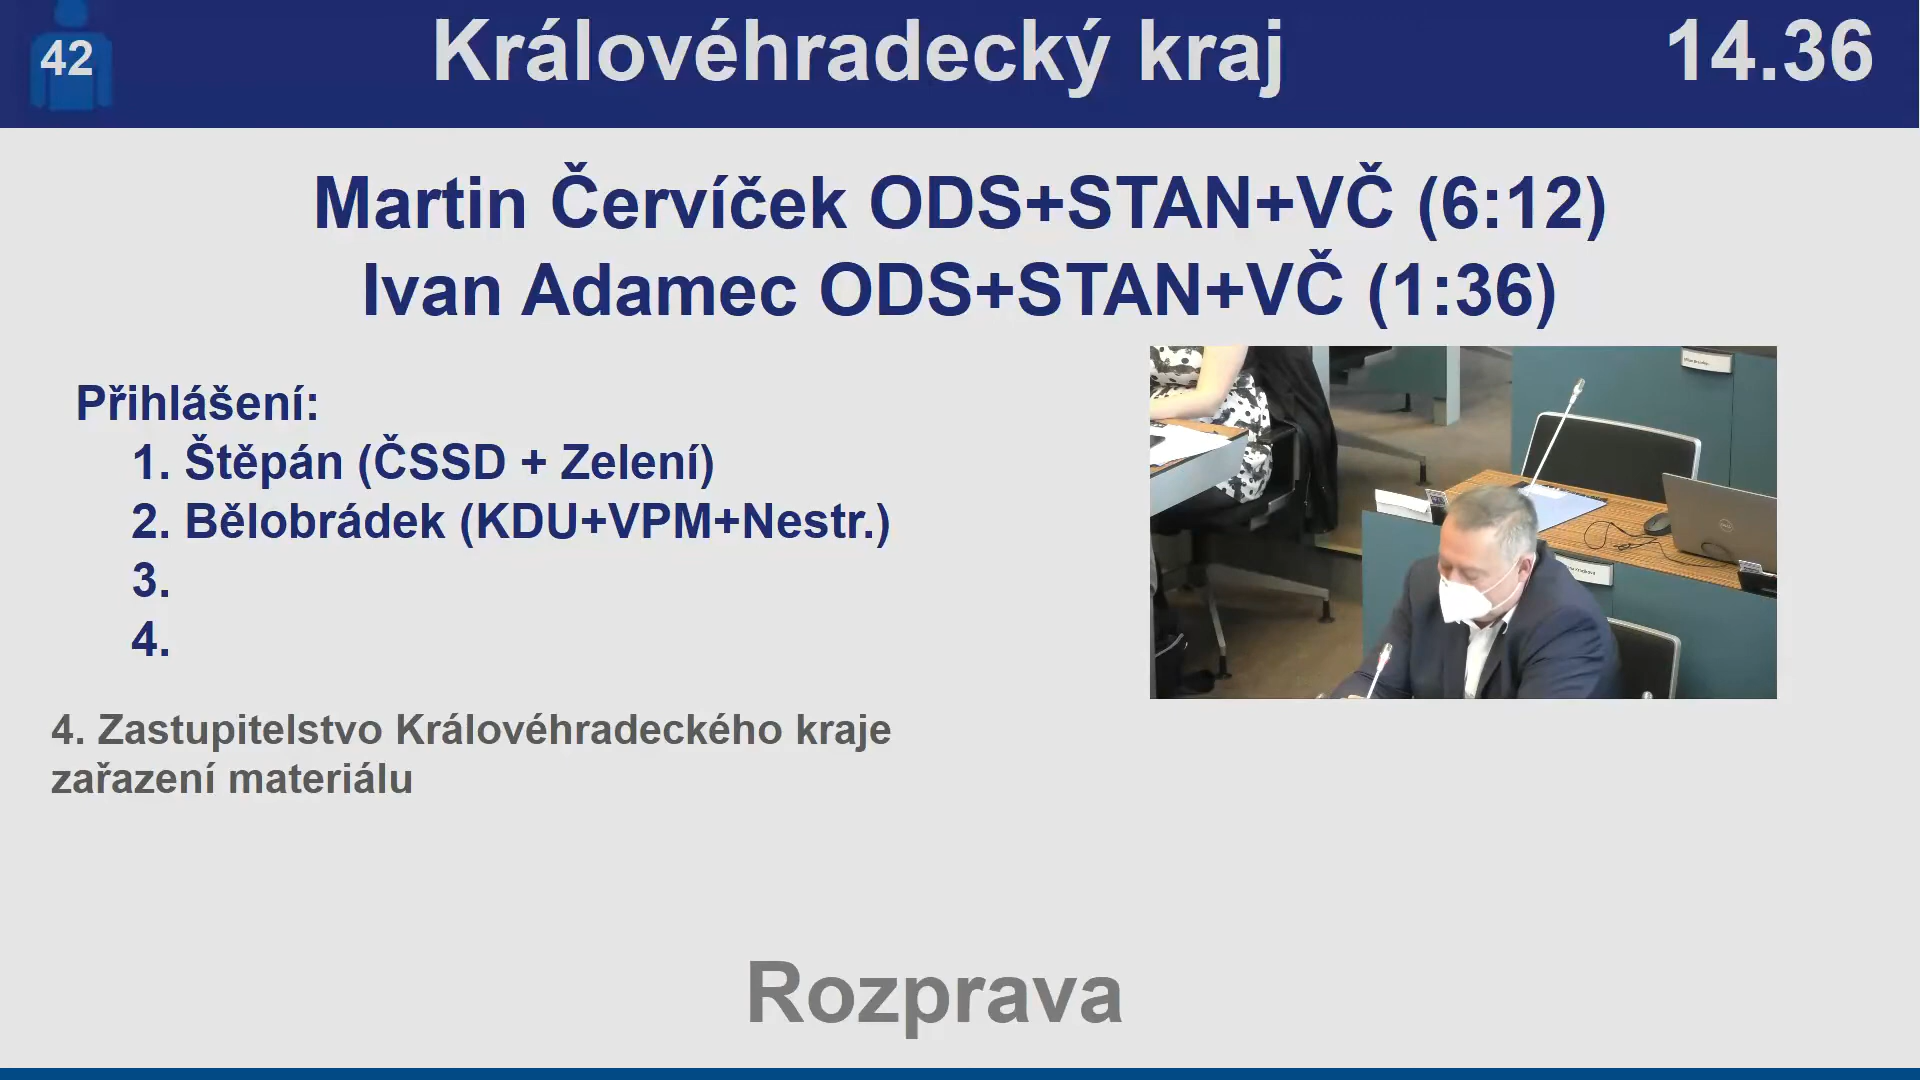 42
Královéhradecký kraj
14.36
Martin Červíček ODS+STAN+VČ (6:12)
Ivan Adamec ODS+STAN+VČ (1:36)
Přihlášení:
1. Štěpán (ČSSD + Zelení)
2. Bělobrádek (KDU+VPM+Nestr.)
3.
4.
4. Zastupitelstvo Královéhradeckého kraje
zařazení materiálu
Rozprava